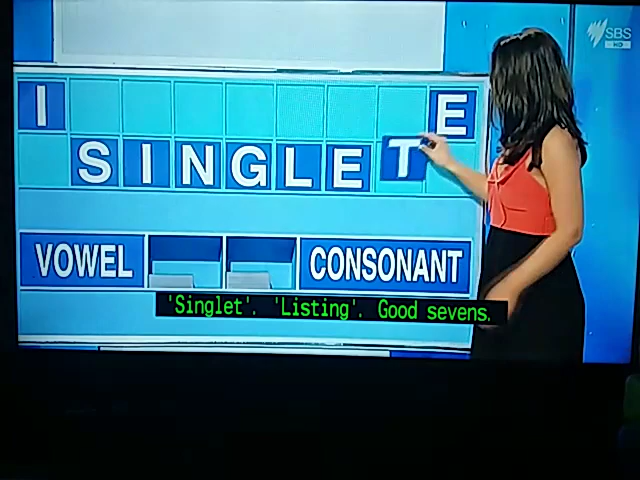 SBS
HD
I E
SINGLET
VOWEL CONSONANT
'Singlet'. 'Listing'. Good sevens.